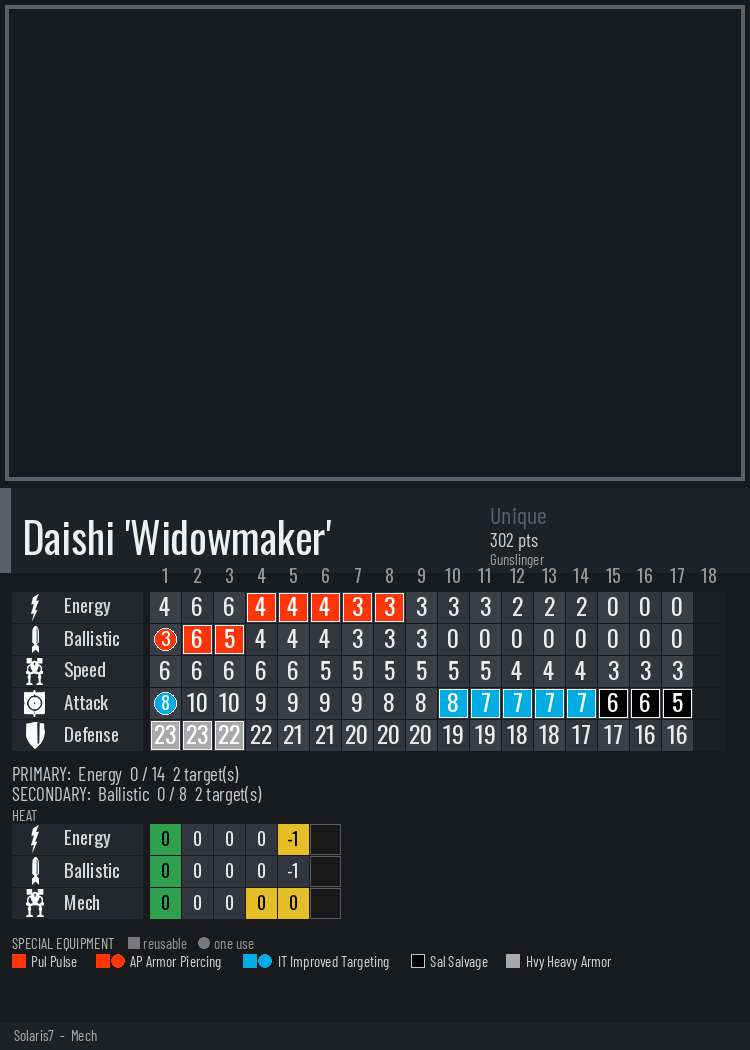 Daishi 'Widowmaker'
Unique
302 pts
Gunslinger
1 2 3 4 5 6 7 8 9 10 11 12 13 14 15 16 17 18
Energy 4 6 6 4 4 4 3 3 3 3 3 2 2 2 0 0 0
Ballistic 3 6 5 4 4 4 3 3 3 0 0 0 0 0 0 0 0
Speed 6 6 6 6 6 5 5 5 5 5 5 4 4 4 3 3 3
Attack 8 10 10 9 9 9 9 8 8 8 7 7 7 7 6 6 5
Defense 23 23 22 22 21 21 20 20 20 19 19 18 18 17 17 16 16
PRIMARY: Energy 0 / 14 2 target(s)
SECONDARY: Ballistic 0 / 8 2 target(s)
HEAT
Energy 0 0 0 0 -1
Ballistic 0 0 0 0 -1
Mech 0 0 0 0 0
SPECIAL EQUIPMENT reusable one use
Pul Pulse AP Armor Piercing IT Improved Targeting Sal Salvage Hvy Heavy Armor
Solaris7 - Mech